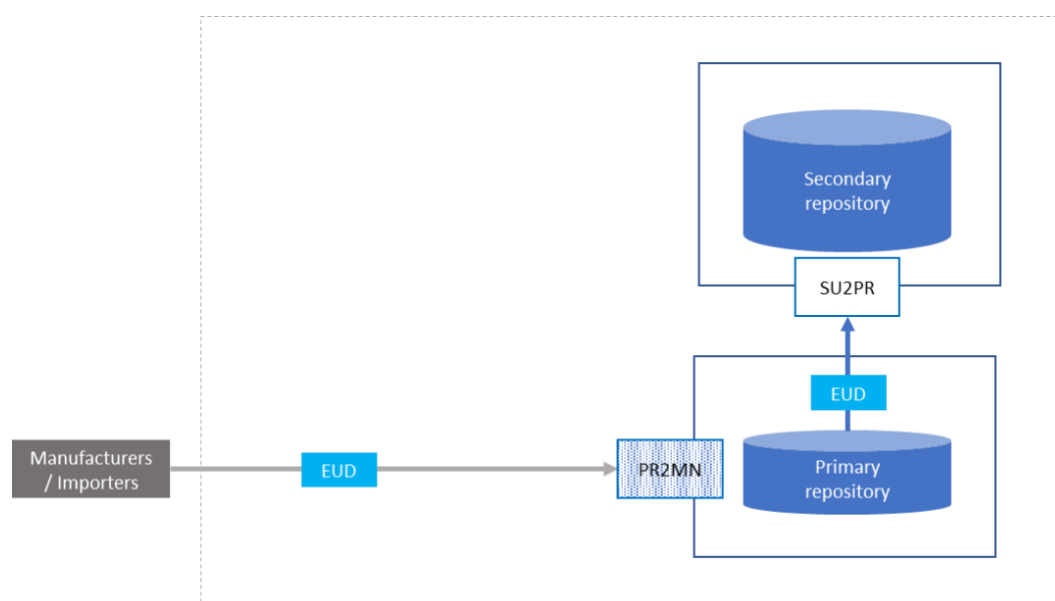 Secondary
repository
SU2PR
EUD
Manufacturers
/ Importers
EUD
PR2MN
Primary
repository